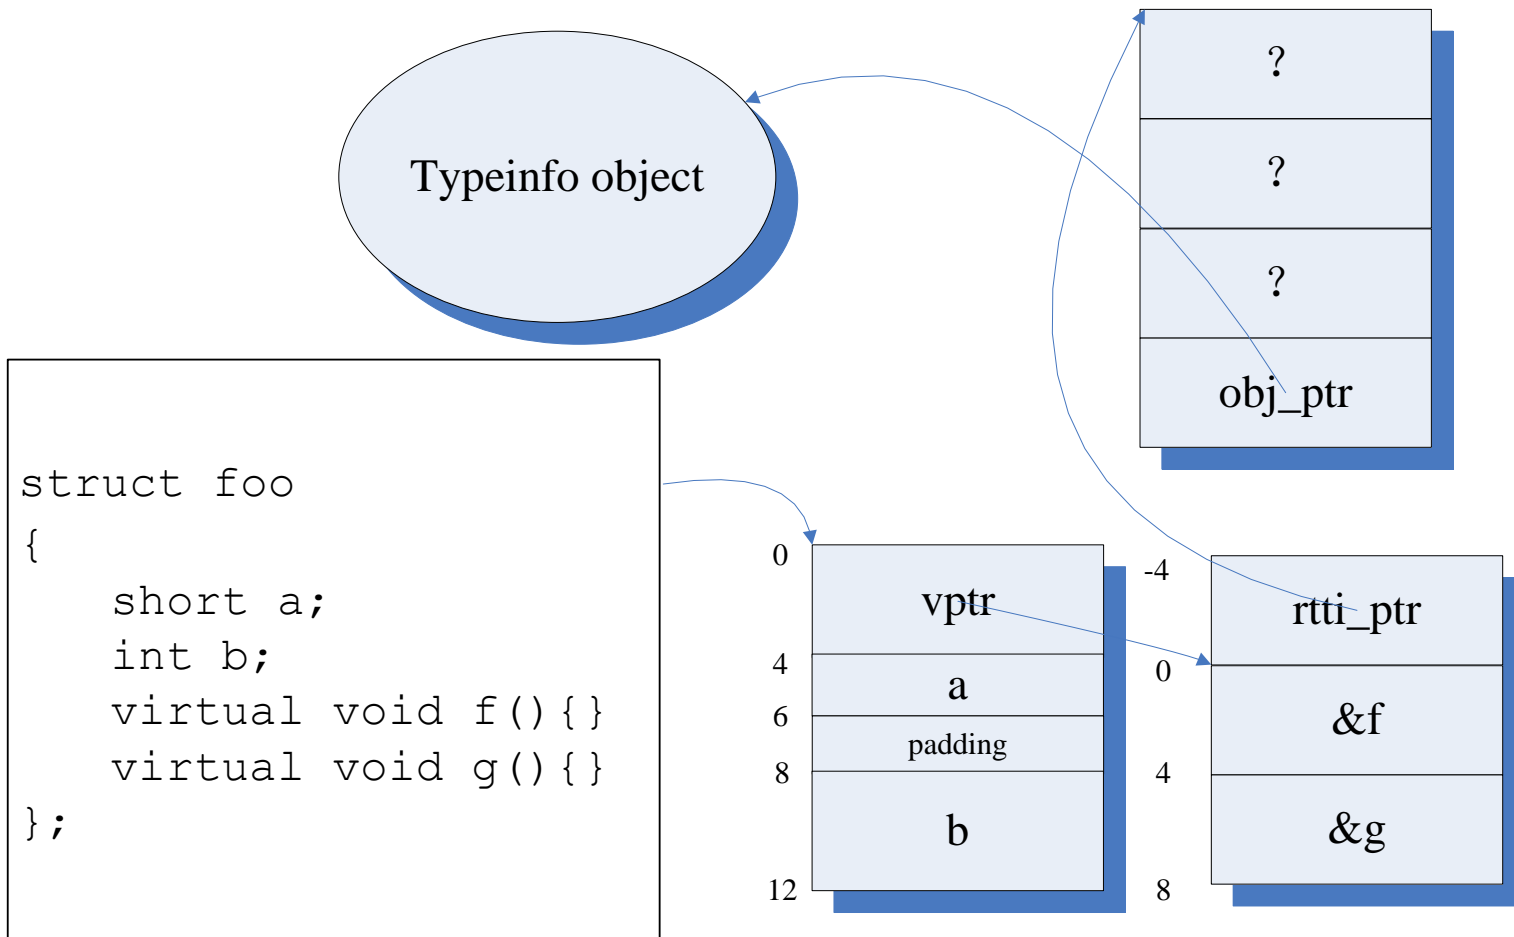 Typeinfo object
?
?
?
obj_ptr
struct foo
{
    short a;
    int b;
    virtual void f(){}
    virtual void g(){}
};
0
vptr
4
a
6
padding
8
b
12
-4
rtti_ptr
0
&f
4
&g
8